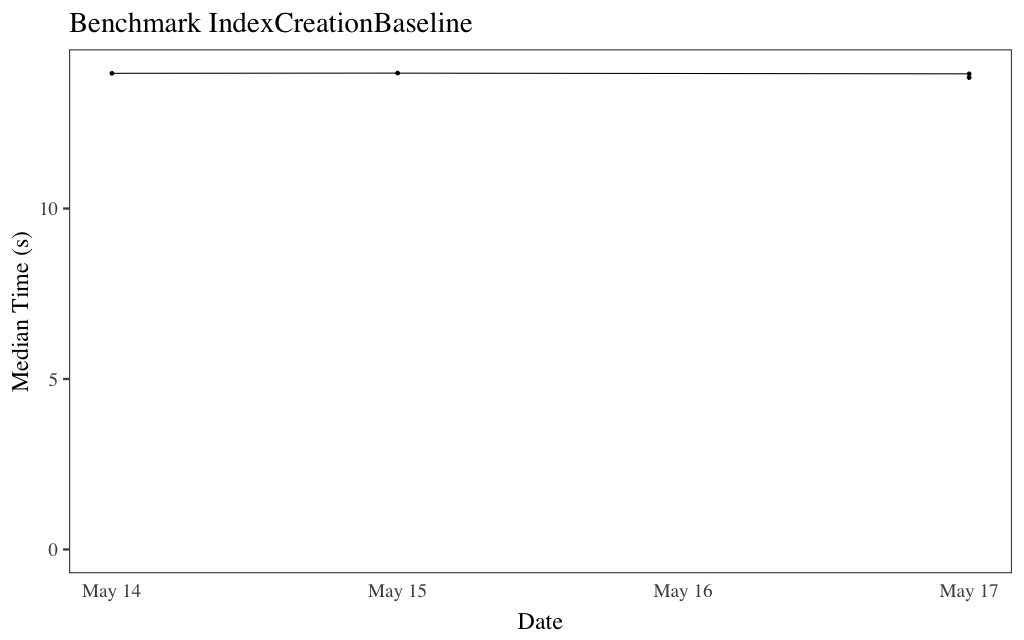 Benchmark IndexCreationBaseline
Median Time (s)
10
5
0
May 14
May 15
May 16
May 17
Date